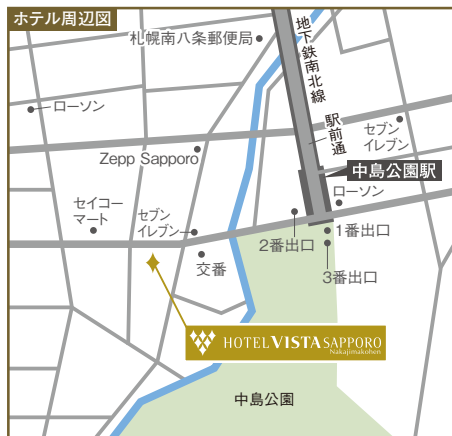 ホテル周辺図
札幌南八条郵便局
地下鉄南北線
駅前通
ローソン
セブン
イレブン
Zepp Sapporo
中島公園駅
ローソン
セイコー
マート
セブン
イレブン
2番出口
1番出口
交番
3番出口
HOTEL VISTA SAPPORO
Nakajimakohen
中島公園